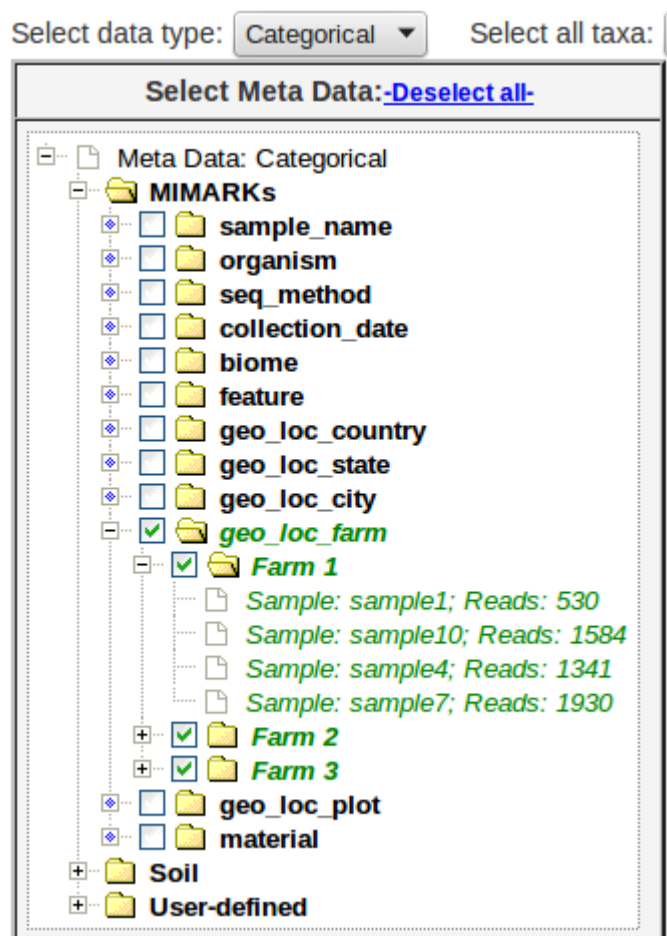 Select data type: Categorical Select all taxa:
Select Meta Data:-Deselect all-
Meta Data: Categorical
MIMARKs
sample_name
organism
seq_method
collection_date
biome
feature
geo_loc_country
geo_loc_state
geo_loc_city
geo_loc_farm
Farm 1
Sample: sample1; Reads: 530
Sample: sample10; Reads: 1584
Sample: sample4; Reads: 1341
Sample: sample7; Reads: 1930
Farm 2
Farm 3
geo_loc_plot
material
Soil
User-defined